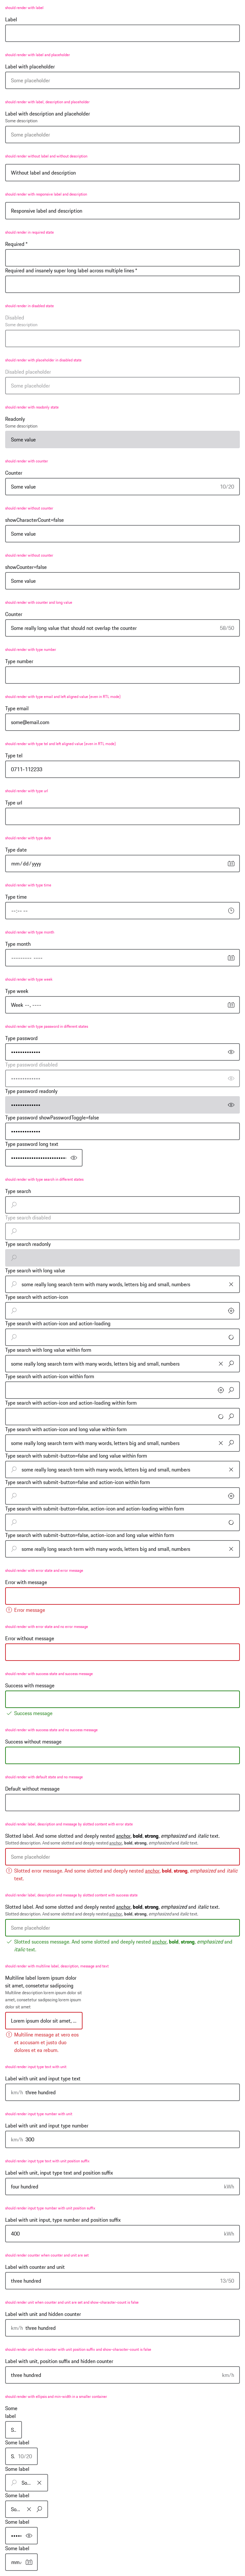 should render with label
Label
should render with label and placeholder
Label with placeholder
Some placeholder
should render with label, description and placeholder
Label with description and placeholder
Some description
Some placeholder
should render without label and without description
Without label and description
should render with responsive label and description
Responsive label and description
should render in required state
Required *
Required and insanely super long label across multiple lines *
should render in disabled state
Disabled
Some description
should render with placeholder in disabled state
Disabled placeholder
Some placeholder
should render with readonly state
Readonly
Some description
Some value
should render with counter
Counter
Some value 10/20
should render without counter
showCharacterCount=false
Some value
should render without counter
showCounter=false
Some value
should render with counter and long value
Counter
Some really long value that should not overlap the counter 58/50
should render with type number
Type number
should render with type email and left aligned value (even in RTL mode)
Type email
some@email.com
should render with type tel and left aligned value (even in RTL mode)
Type tel
0711-112233
should render with type url
Type url
should render with type date
Type date
mm/dd/yyyy
should render with type time
Type time
--:-- --
should render with type month
Type month
--------- ----
should render with type week
Type week
Week --, ----
should render with type password in different states
Type password
•••••••••••••
Type password disabled
•••••••••••••
Type password readonly
•••••••••••••
Type password showPasswordToggle=false
•••••••••••••
Type password long text
should render with type search in different states
Type search
Type search disabled
Type search readonly
Type search with long value
some really long search term with many words, letters big and small, numbers
Type search with action-icon
Type search with action-icon and action-loading
Type search with long value within form
some really long search term with many words, letters big and small, numbers
Type search with action-icon within form
Type search with action-icon and action-loading within form
Type search with action-icon and long value within form
some really long search term with many words, letters big and small, numbers
Type search with submit-button=false and long value within form
some really long search term with many words, letters big and small, numbers
Type search with submit-button=false and action-icon within form
Type search with submit-button=false, action-icon and action-loading within form
Type search with submit-button=false, action-icon and long value within form
some really long search term with many words, letters big and small, numbers
should render with error state and error message
Error with message
Error message
should render with error state and no error message
Error without message
should render with success state and success message
Success with message
Success message
should render with success state and no success message
Success without message
should render with default state and no message
Default without message
should render label, description and message by slotted content with error state
Slotted label. And some slotted and deeply nested anchor, bold, strong, emphasized and italic text.
Slotted description. And some slotted and deeply nested anchor, bold, strong, emphasized and italic text.
Some placeholder
Slotted error message. And some slotted and deeply nested anchor, bold, strong, emphasized and italic
text.
should render label, description and message by slotted content with success state
Slotted label. And some slotted and deeply nested anchor, bold, strong, emphasized and italic text.
Slotted description. And some slotted and deeply nested anchor, bold, strong, emphasized and italic text.
Some placeholder
Slotted success message. And some slotted and deeply nested anchor, bold, strong, emphasized and
italic text.
should render with multiline label, description, message and text
Multiline label lorem ipsum dolor
sit amet, consetetur sadipscing
Multiline description lorem ipsum dolor sit
amet, consetetur sadipscing lorem ipsum
dolor sit amet
Lorem ipsum dolor sit amet, ...
Multiline message at vero eos
et accusam et justo duo
dolores et ea rebum.
should render input type text with unit
Label with unit and input type text
km/h three hundred
should render input type number with unit
Label with unit and input type number
km/h 300
should render input type text with unit position suffix
Label with unit, input type text and position suffix
four hundred kWh
should render input type number with unit position suffix
Label with unit input, type number and position suffix
400 kWh
should render counter when counter and unit are set
Label with counter and unit
three hundred 13/50
should render unit when counter and unit are set and show-character-count is false
Label with unit and hidden counter
km/h three hundred
should render unit when counter with unit position suffix and show-character-count is false
Label with unit, position suffix and hidden counter
three hundred km/h
should render with ellipsis and min-width in a smaller container
Some
label
S..
Some label
S. 10/20
Some label
So...
Some label
So...
Some label
Some label
mm/